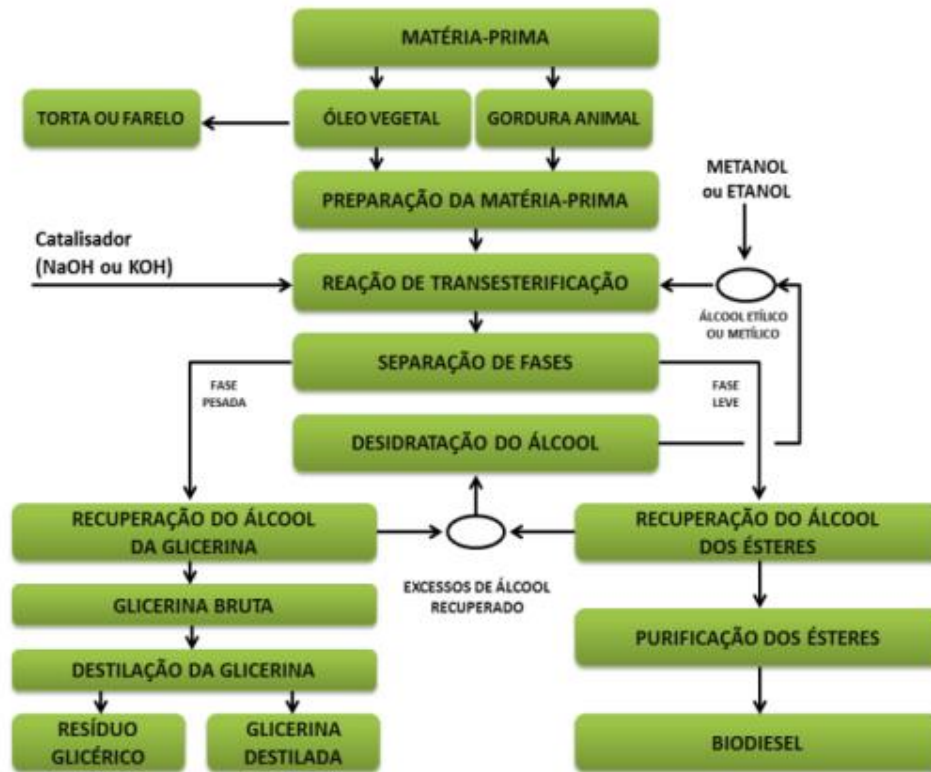 MATÉRIA-PRIMA
TORTA OU FARELO
ÓLEO VEGETAL
GORDURA ANIMAL
METANOL
ou ETANOL
PREPARAÇÃO DA MATÉRIA-PRIMA
Catalisador
(NaOH ou KOH)
REAÇÃO DE TRANSESTERIFICAÇÃO
ÁLCOOL ETÍLICO
OU METÍLICO
SEPARAÇÃO DE FASES
FASE
PESADA
FASE
LEVE
DESIDRATAÇÃO DO ÁLCOOL
RECUPERAÇÃO DO ÁLCOOL
DA GLICERINA
RECUPERAÇÃO DO ÁLCOOL
DOS ÉSTERES
EXCESSOS DE ÁLCOOL
RECUPERADO
GLICERINA BRUTA
PURIFICAÇÃO DOS ÉSTERES
DESTILAÇÃO DA GLICERINA
RESÍDUO
GLICÉRICO
GLICERINA
DESTILADA
BIODIESEL